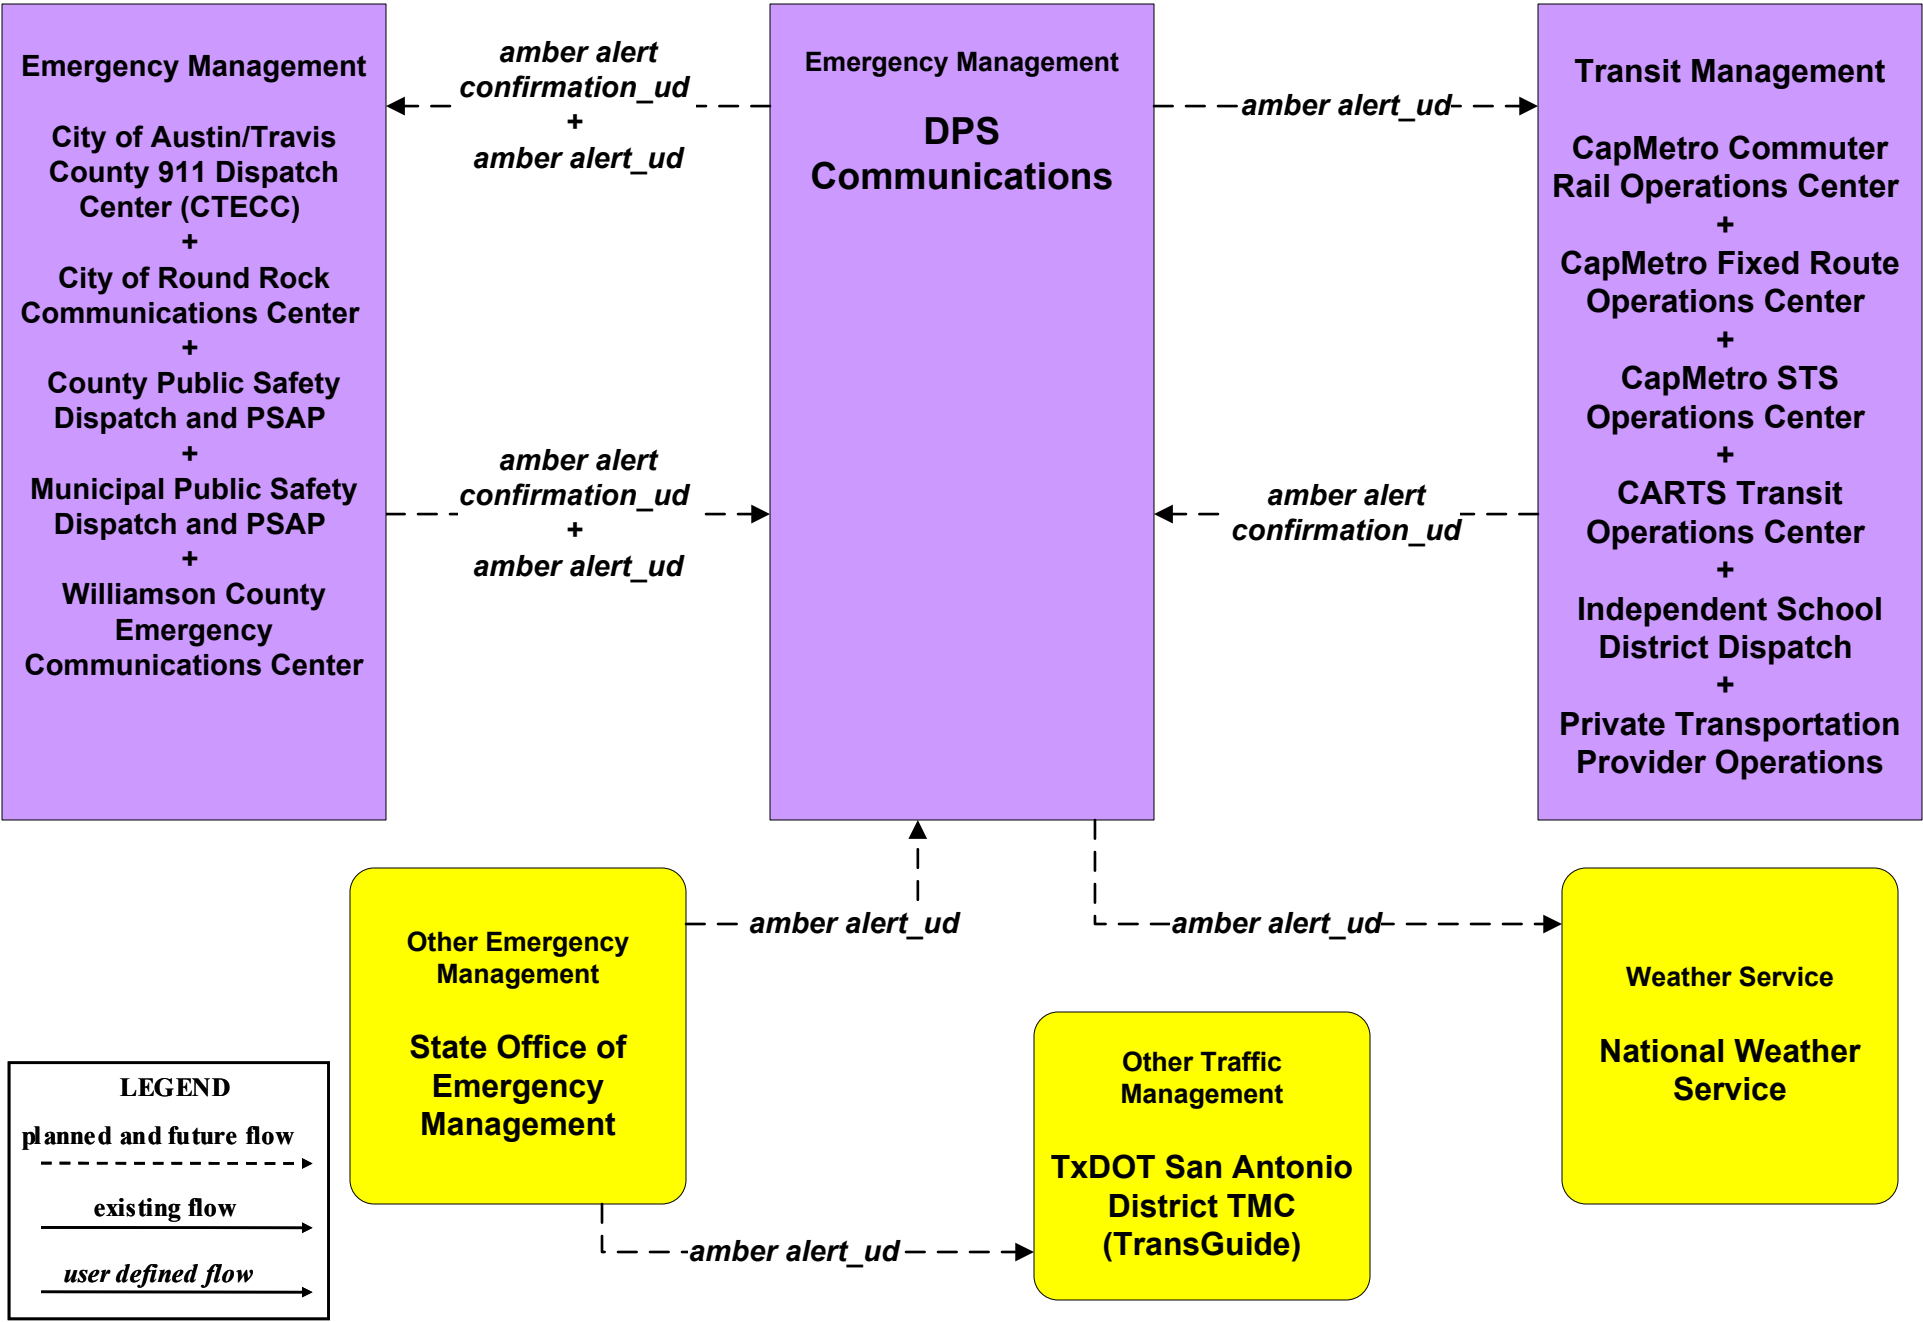 Emergency Management
City of Austin/Travis
County 911 Dispatch
Center (CTECC)
+
City of Round Rock
Communications Center
+
County Public Safety
Dispatch and PSAP
+
Municipal Public Safety
Dispatch and PSAP
+
Williamson County
Emergency
Communications Center
amber alert
confirmation_ud
+
amber alert_ud
amber alert
confirmation_ud
+
amber alert_ud
Emergency Management
DPS
Communications
amber alert_ud
amber alert
confirmation_ud
Transit Management
CapMetro Commuter
Rail Operations Center
+
CapMetro Fixed Route
Operations Center
+
CapMetro STS
Operations Center
+
CARTS Transit
Operations Center
+
Independent School
District Dispatch
+
Private Transportation
Provider Operations
Other Emergency
Management
State Office of
Emergency
Management
amber alert_ud
amber alert_ud
Weather Service
National Weather
Service
Other Traffic
Management
TxDOT San Antonio
District TMC
(TransGuide)
amber alert_ud
LEGEND
planned and future flow
existing flow
user defined flow